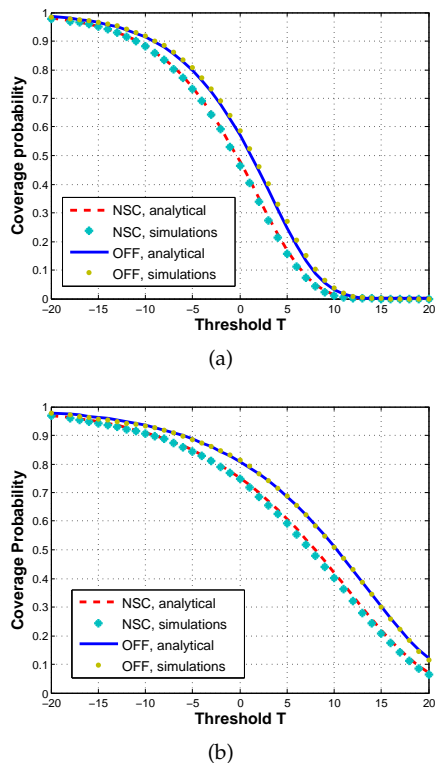 1
0.9
0.8
0.7
0.6
0.5
0.4
0.3
0.2
0.1
0
Coverage probability
NSC, analytical
NSC, simulations
OFF, analytical
OFF, simulations
−20 −15 −10 −5 0 5 10 15 20
Threshold T
(a)
1
0.9
0.8
0.7
0.6
0.5
0.4
0.3
0.2
0.1
0
Coverage Probability
NSC, analytical
NSC, simulations
OFF, analytical
OFF, simulations
−20 −15 −10 −5 0 5 10 15 20
Threshold T
(b)